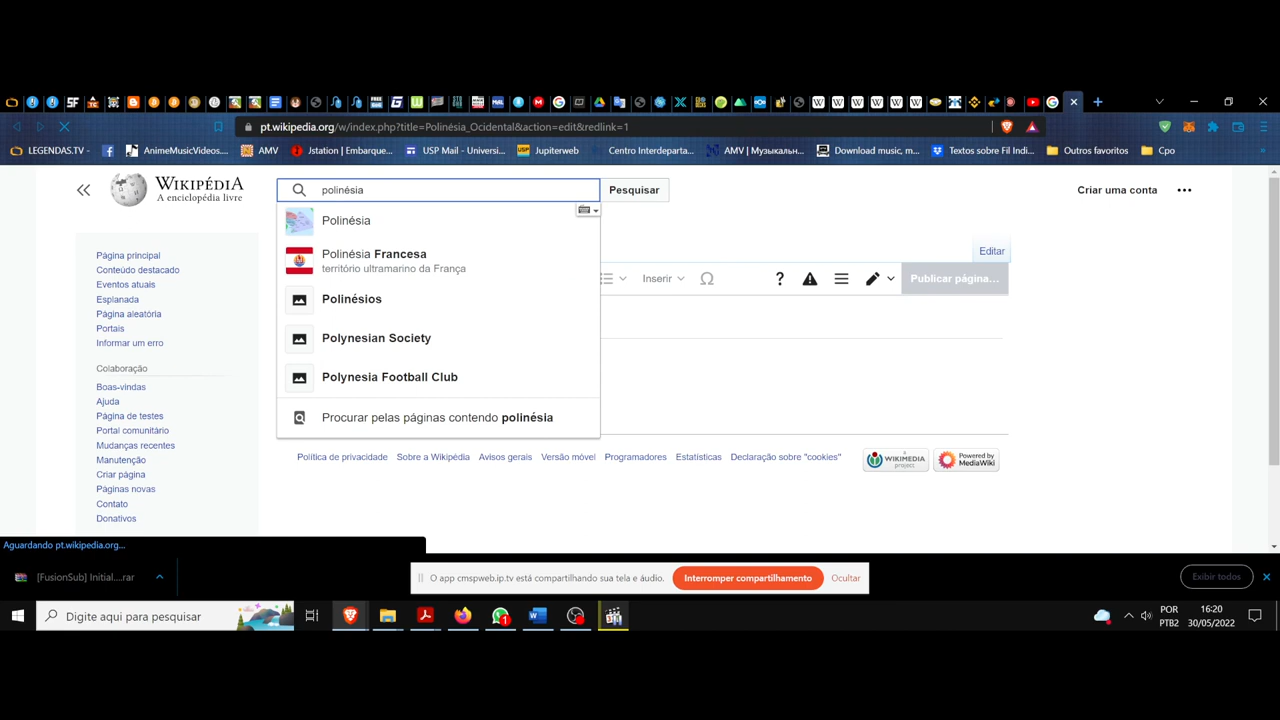 pt.wikipedia.org/w/index.php?title=Polinésia_Ocidental&action=edit&redlink=1
LEGENDAS.TV -
AnimeMusicVideos...
AMV
Jstation | Embarque...
USP Mail - Universi...
Jupiterweb
Centro Interdeparta...
AMV | Музыкальн...
Download music, m...
Textos sobre Fil Indi...
Outros favoritos
Cpo
WIKIPÉDIA
A enciclopédia livre
polinésia
Pesquisar
Criar uma conta
Polinésia
Polinésia Francesa
território ultramarino da França
Polinésios
Polynesian Society
Polynesia Football Club
Procurar pelas páginas contendo polinésia
Editar
Inserir
Ω
?
Publicar página...
Página principal
Conteúdo destacado
Eventos atuais
Esplanada
Página aleatória
Portais
Informar um erro
Colaboração
Boas-vindas
Ajuda
Página de testes
Portal comunitário
Mudanças recentes
Manutenção
Criar página
Páginas novas
Contato
Donativos
Política de privacidade
Sobre a Wikipédia
Avisos gerais
Versão móvel
Programadores
Estatísticas
Declaração sobre "cookies"
A
WIKIMEDIA
project
Powered by
MediaWiki
Aguardando pt.wikipedia.org...
[FusionSub] Initial....rar
O app cmspweb.ip.tv está compartilhando sua tela e áudio.
Interromper compartilhamento
Ocultar
Exibir todos
Digite aqui para pesquisar
1
POR
PTB2
16:20
30/05/2022